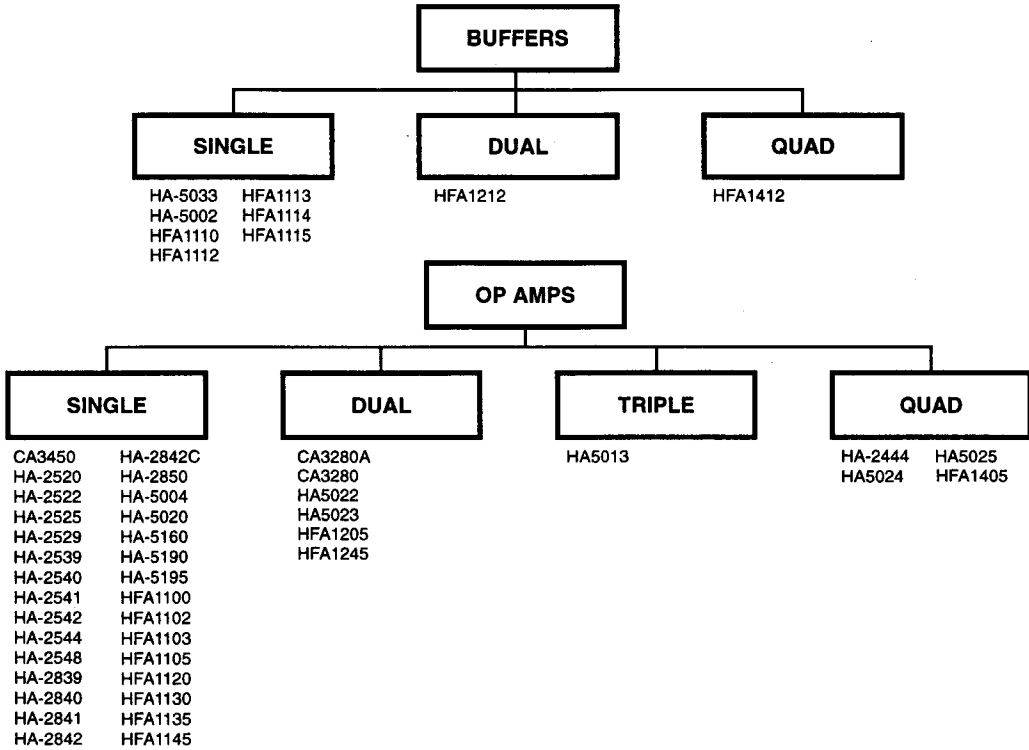 BUFFERS
SINGLE
DUAL
QUAD
HA-5033 HFA1113
HA-5002 HFA1114
HFA1110 HFA1115
HFA1112
HFA1212
HFA1412
OP AMPS
SINGLE
DUAL
TRIPLE
QUAD
CA3450 HA-2842C
HA-2520 HA-2850
HA-2522 HA-5004
HA-2525 HA-5020
HA-2529 HA-5160
HA-2539 HA-5190
HA-2540 HA-5195
HA-2541 HFA1100
HA-2542 HFA1102
HA-2544 HFA1103
HA-2548 HFA1105
HA-2839 HFA1120
HA-2840 HFA1130
HA-2841 HFA1135
HA-2842 HFA1145
CA3280A
CA3280
HA5022
HA5023
HFA1205
HFA1245
HA5013
HA-2444 HA5025
HA5024 HFA1405